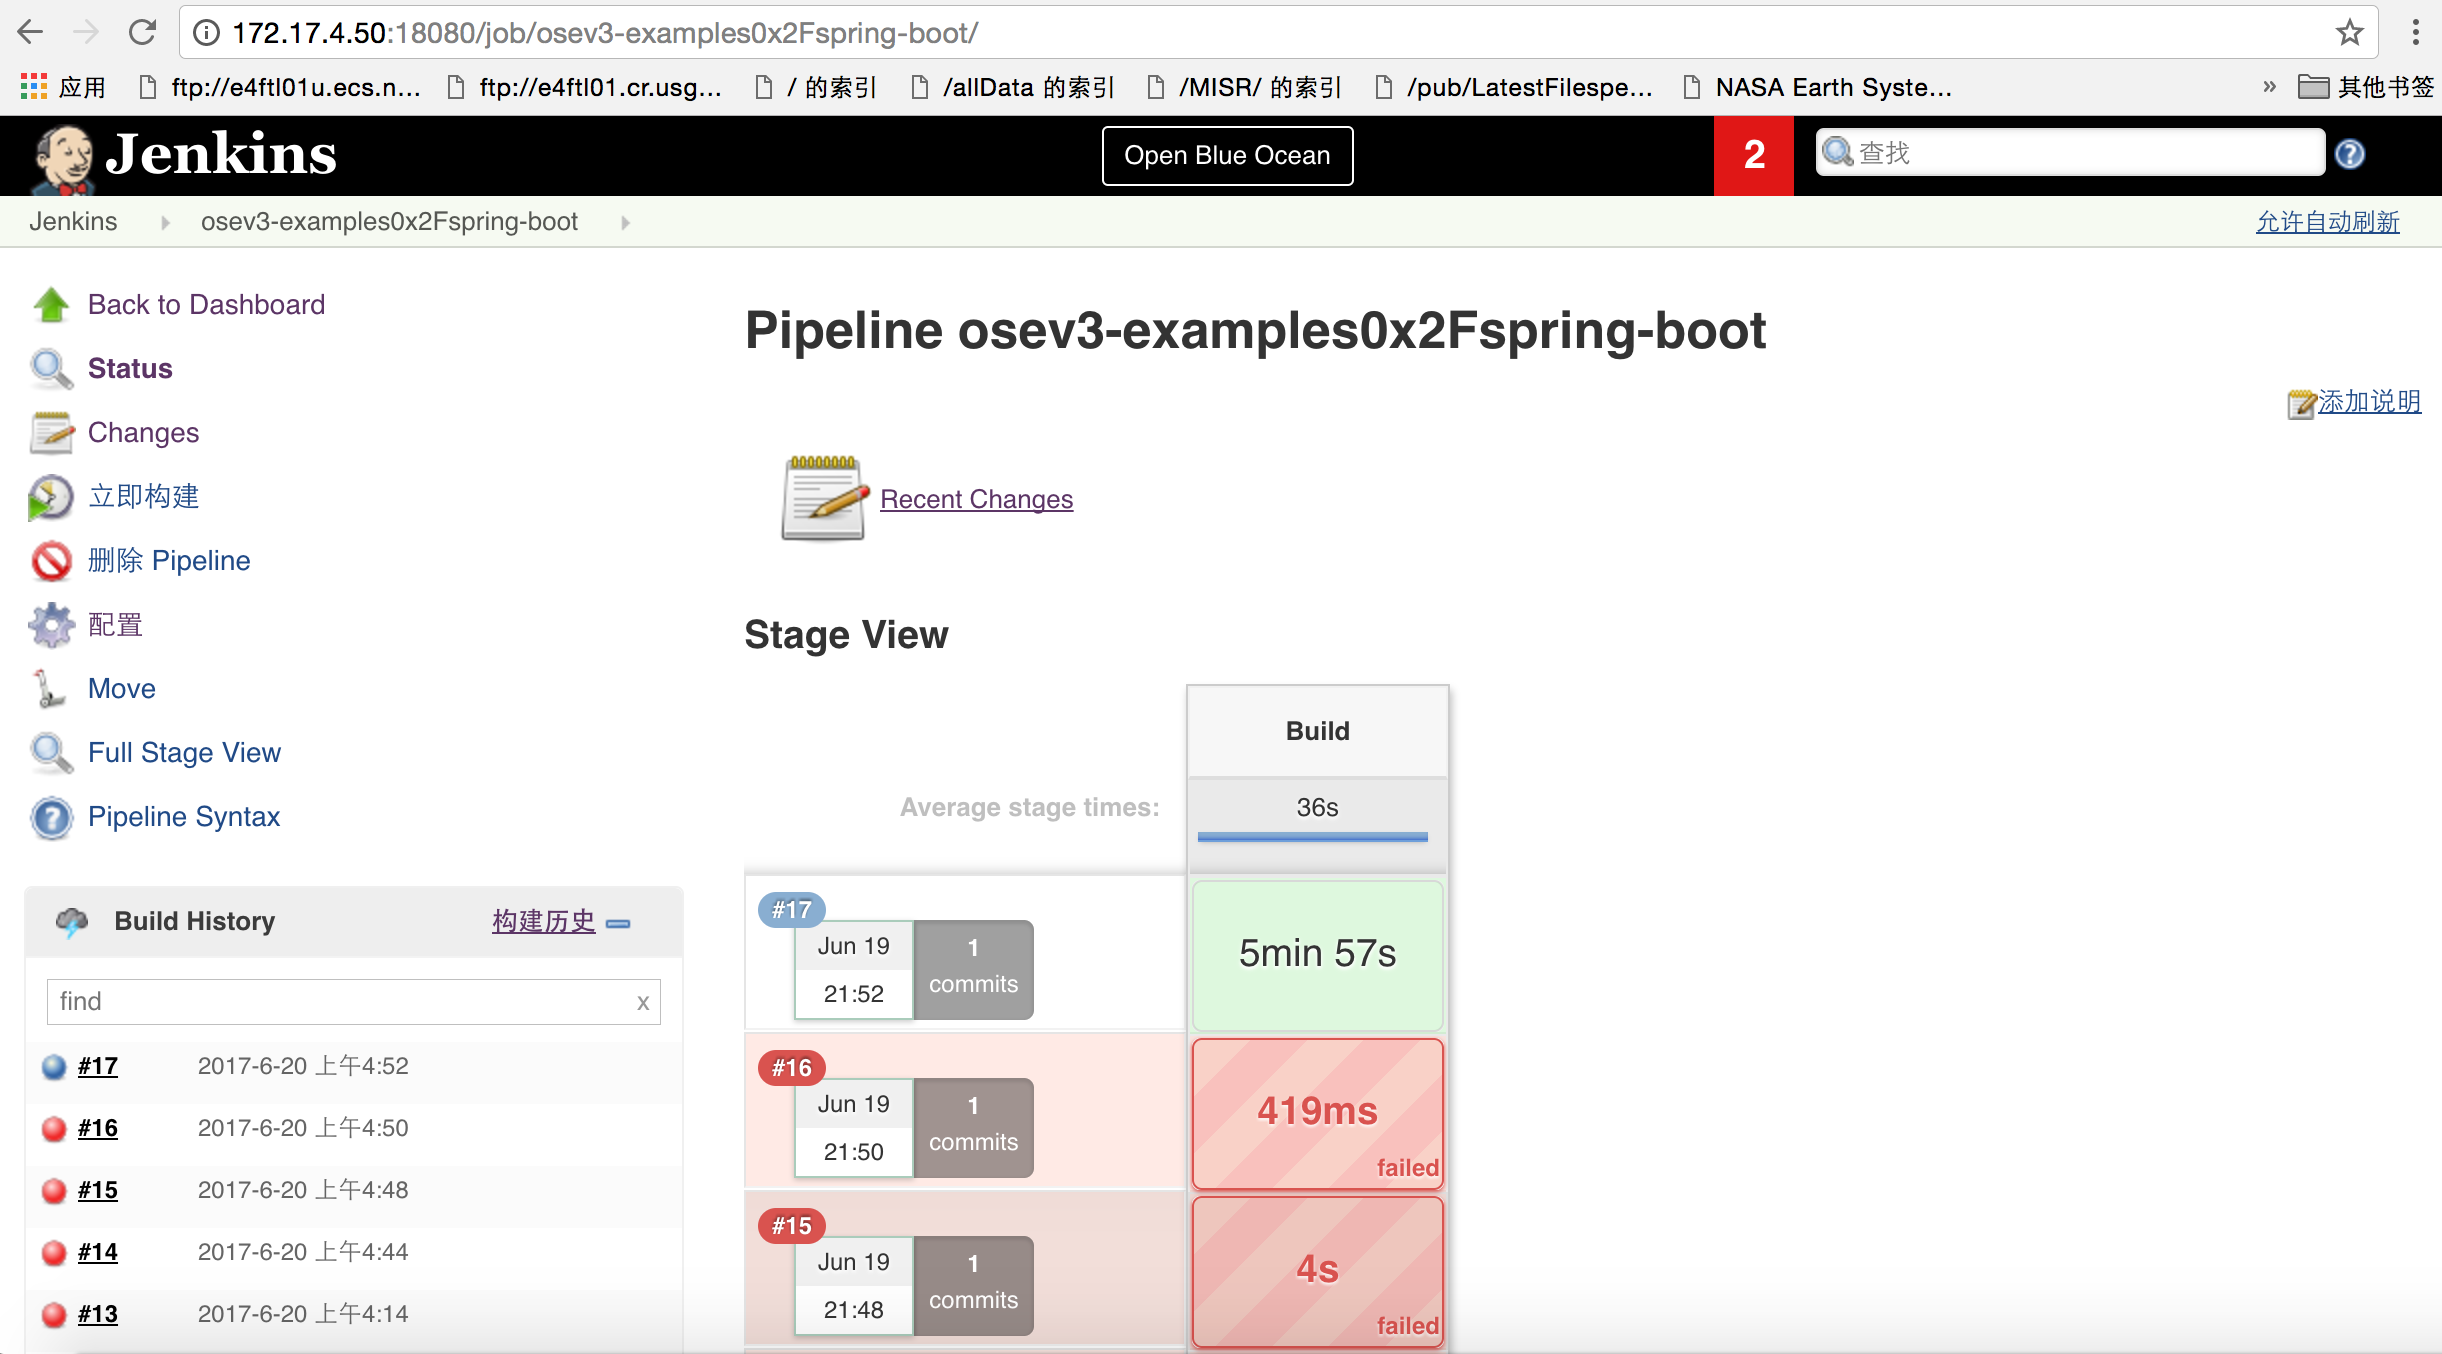 172.17.4.50:18080/job/osev3-examples0x2Fspring-boot/
应用 ftp://e4ftl01u.ecs.n... ftp://e4ftl01.cr.usg... / 的索引 /allData 的索引 /MISR/ 的索引 /pub/LatestFilespe... NASA Earth Syste... » 其他书签
Jenkins Open Blue Ocean 2 查找
Jenkins osev3-examples0x2Fspring-boot 允许自动刷新
Back to Dashboard
Status
Changes
立即构建
删除 Pipeline
配置
Move
Full Stage View
Pipeline Syntax
Build History 构建历史
find x
#17 2017-6-20 上午4:52
#16 2017-6-20 上午4:50
#15 2017-6-20 上午4:48
#14 2017-6-20 上午4:44
#13 2017-6-20 上午4:14
Pipeline osev3-examples0x2Fspring-boot
添加说明
Recent Changes
Stage View
Build
Average stage times: 36s
#17
Jun 19
21:52
1
commits
5min 57s
#16
Jun 19
21:50
1
commits
419ms
failed
#15
Jun 19
21:48
1
commits
4s
failed